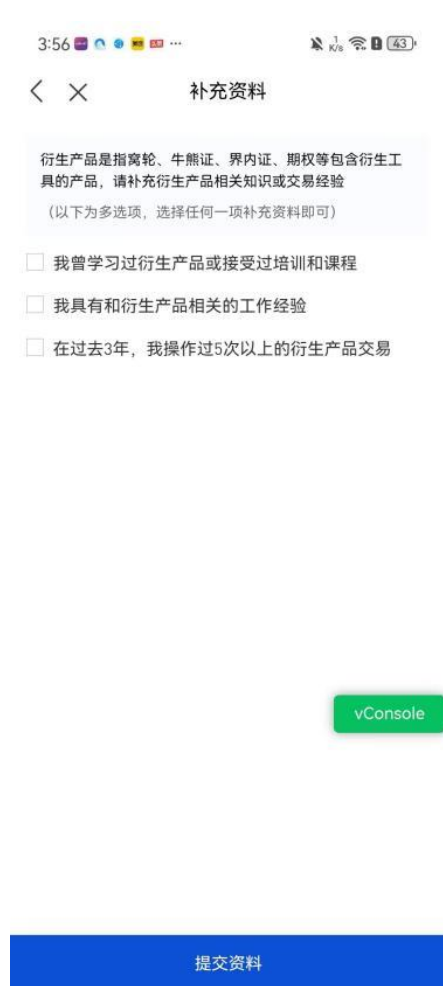 3:56 ... 1 K/s 43
补充资料
衍生产品是指窝轮、牛熊证、界内证、期权等包含衍生工
具的产品，请补充衍生产品相关知识或交易经验
（以下为多选项，选择任何一项补充资料即可）
我曾学习过衍生产品或接受过培训和课程
我具有和衍生产品相关的工作经验
在过去3年，我操作过5次以上的衍生产品交易
vConsole
提交资料